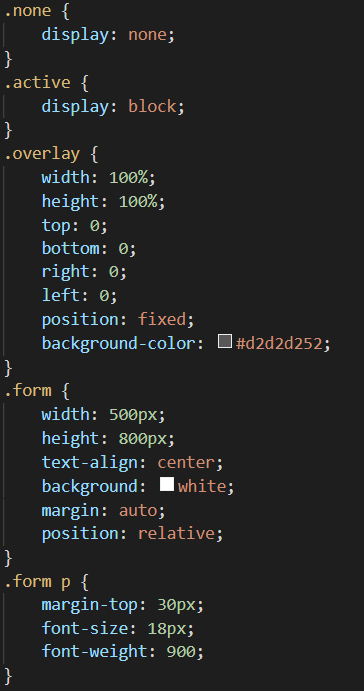 .none {
    display: none;
}
.active {
    display: block;
}
.overlay {
    width: 100%;
    height: 100%;
    top: 0;
    bottom: 0;
    right: 0;
    left: 0;
    position: fixed;
    background-color: #d2d2d252;
}
.form {
    width: 500px;
    height: 800px;
    text-align: center;
    background: white;
    margin: auto;
    position: relative;
}
.form p {
    margin-top: 30px;
    font-size: 18px;
    font-weight: 900;
}